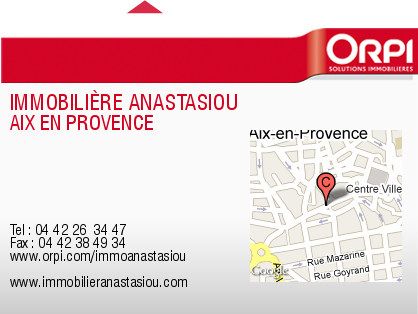 ORPI
SOLUTIONS IMMOBILIÈRES
IMMOBILIÈRE ANASTASIOU
AIX EN PROVENCE
Aix-en-Provence
C
Centre Ville
Rue Mazarine
Rue Goyrand
Google
Tel : 04 42 26 34 47
Fax : 04 42 38 49 34
www.orpi.com/immoanastasiou
www.immobilieranastasiou.com